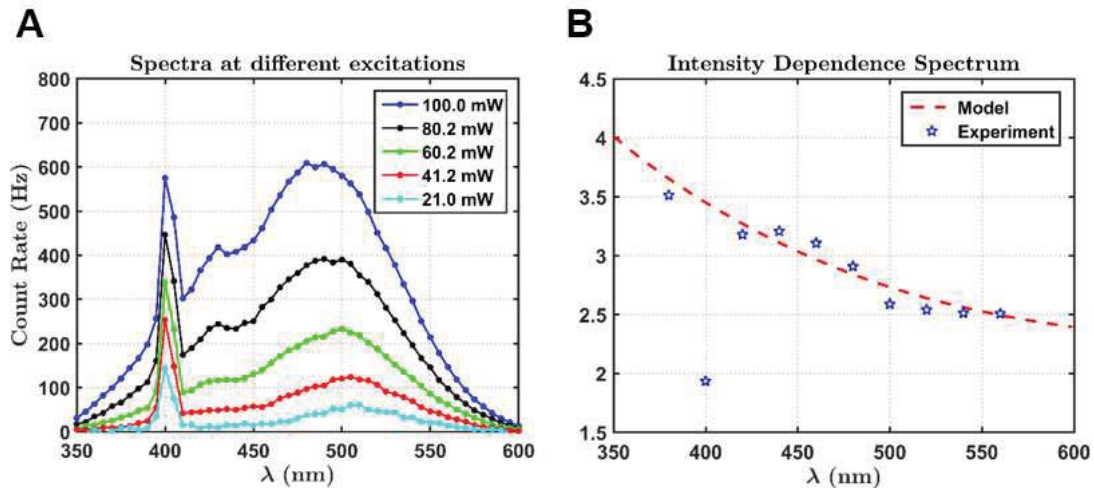 A
Spectra at different excitations
Count Rate (Hz)
800
700
600
500
400
300
200
100
0
350 400 450 500 550 600
λ (nm)
100.0 mW
80.2 mW
60.2 mW
41.2 mW
21.0 mW
B
Intensity Dependence Spectrum
4.5
4
3.5
3
2.5
2
1.5
350 400 450 500 550 600
λ (nm)
Model
Experiment